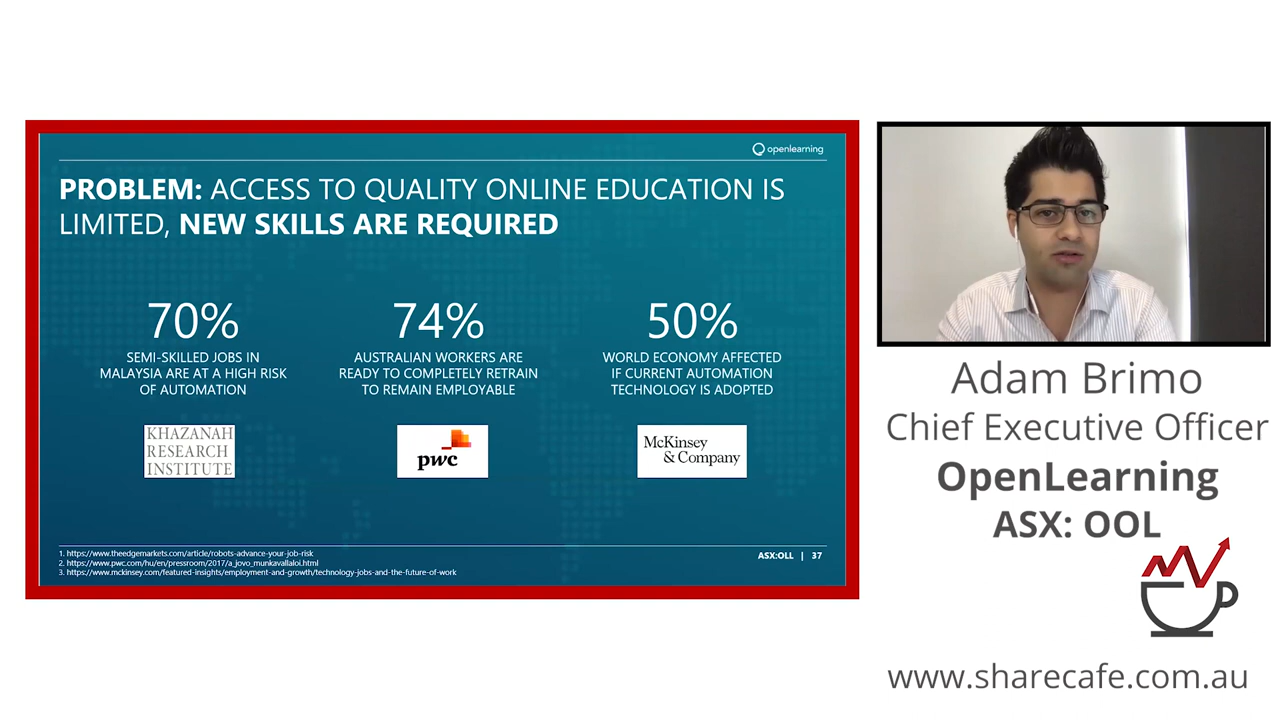 openlearning
PROBLEM: ACCESS TO QUALITY ONLINE EDUCATION IS
LIMITED, NEW SKILLS ARE REQUIRED
70%
SEMI-SKILLED JOBS IN
MALAYSIA ARE AT A HIGH RISK
OF AUTOMATION
KHAZANAH
RESEARCH
INSTITUTE
74%
AUSTRALIAN WORKERS ARE
READY TO COMPLETELY RETRAIN
TO REMAIN EMPLOYABLE
pwc
50%
WORLD ECONOMY AFFECTED
IF CURRENT AUTOMATION
TECHNOLOGY IS ADOPTED
McKinsey
& Company
1. https://www.theedgemarkets.com/article/robots-advance-your-job-risk
2. https://www.pwc.com/hu/en/pressroom/2017/a_jovo_munkavallaloi.html
3. https://www.mckinsey.com/featured-insights/employment-and-growth/technology-jobs-and-the-future-of-work
ASX:OLL | 37
Adam Brimo
Chief Executive Officer
OpenLearning
ASX: OOL
www.sharecafe.com.au